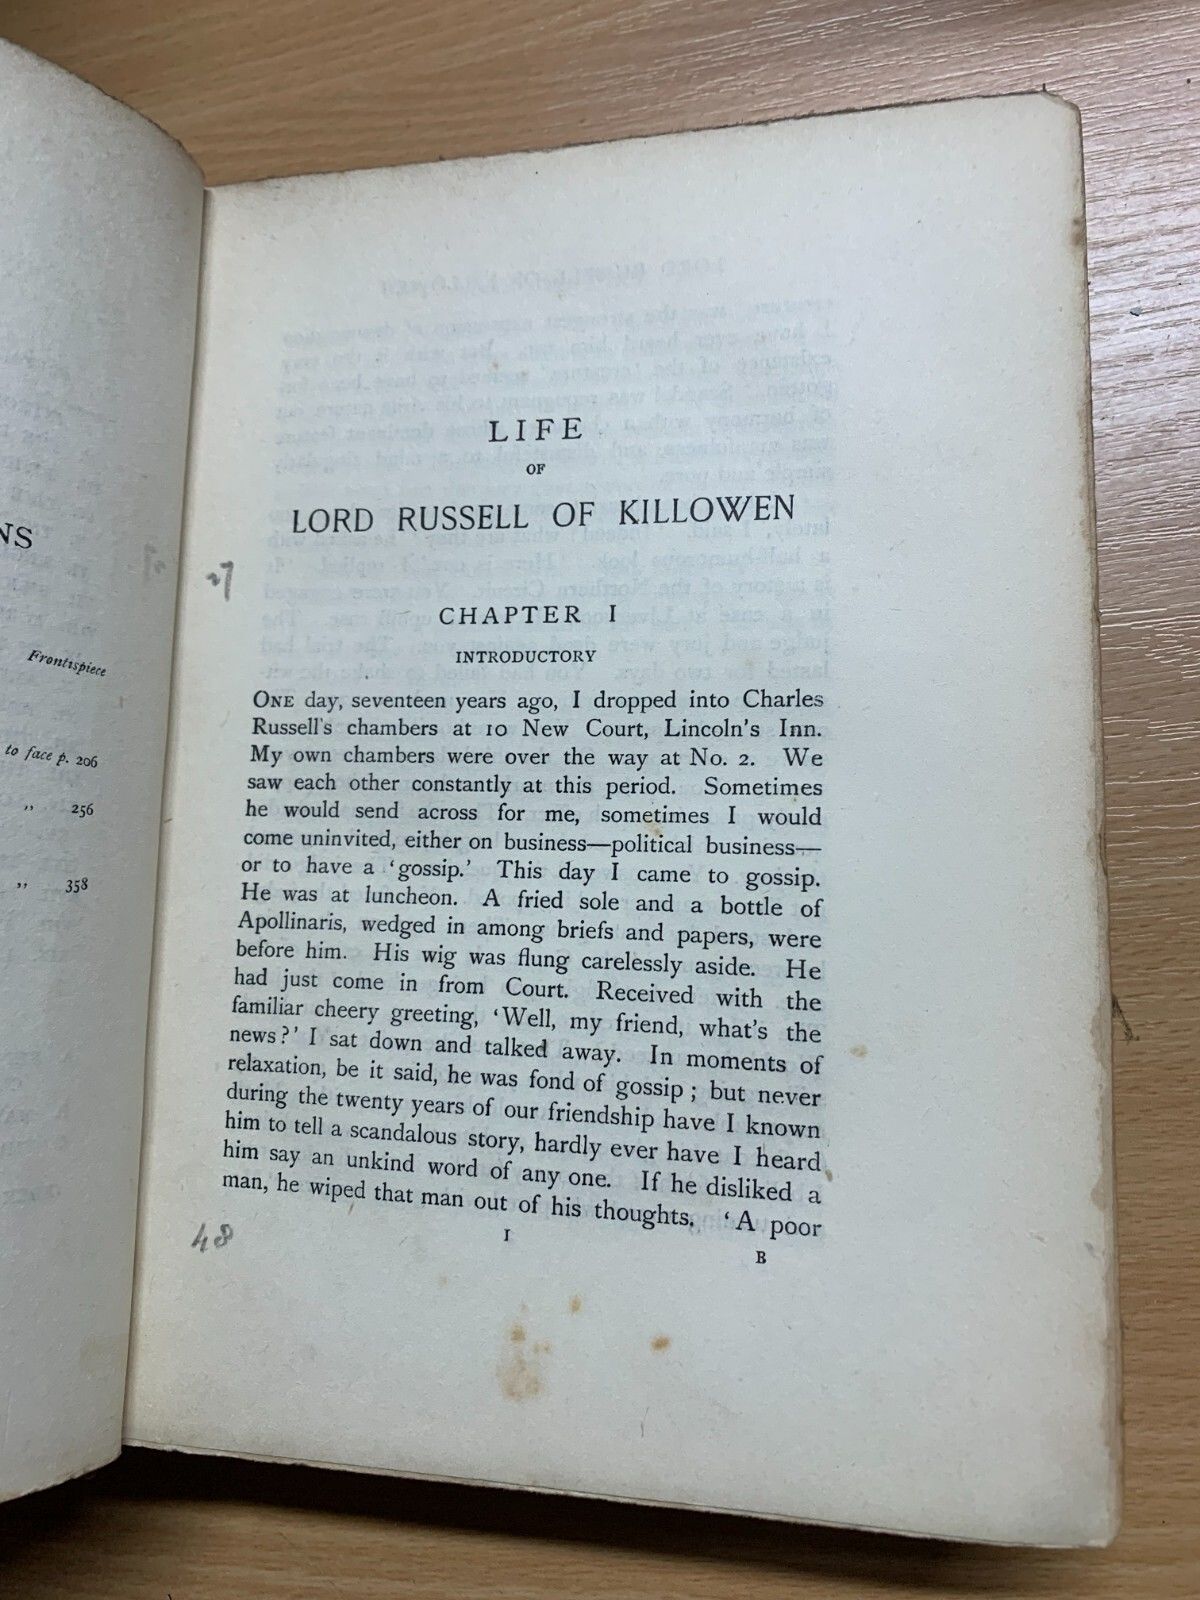 NS
Frontispiece
to face p. 206
” 256
” 358
LIFE
OF
LORD RUSSELL OF KILLOWEN
CHAPTER I
INTRODUCTORY
ONE day, seventeen years ago, I dropped into Charles
Russell's chambers at 10 New Court, Lincoln's Inn.
My own chambers were over the way at No. 2. We
saw each other constantly at this period. Sometimes
he would send across for me, sometimes I would
come uninvited, either on business—political business—
or to have a ‘gossip.’ This day I came to gossip.
He was at luncheon. A fried sole and a bottle of
Apollinaris, wedged in among briefs and papers, were
before him. His wig was flung carelessly aside. He
had just come in from Court. Received with the
familiar cheery greeting, ‘Well, my friend, what's the
news?’ I sat down and talked away. In moments of
relaxation, be it said, he was fond of gossip; but never
during the twenty years of our friendship have I known
him to tell a scandalous story, hardly ever have I heard
him say an unkind word of any one. If he disliked a
man, he wiped that man out of his thoughts. ‘A poor
1
B
48